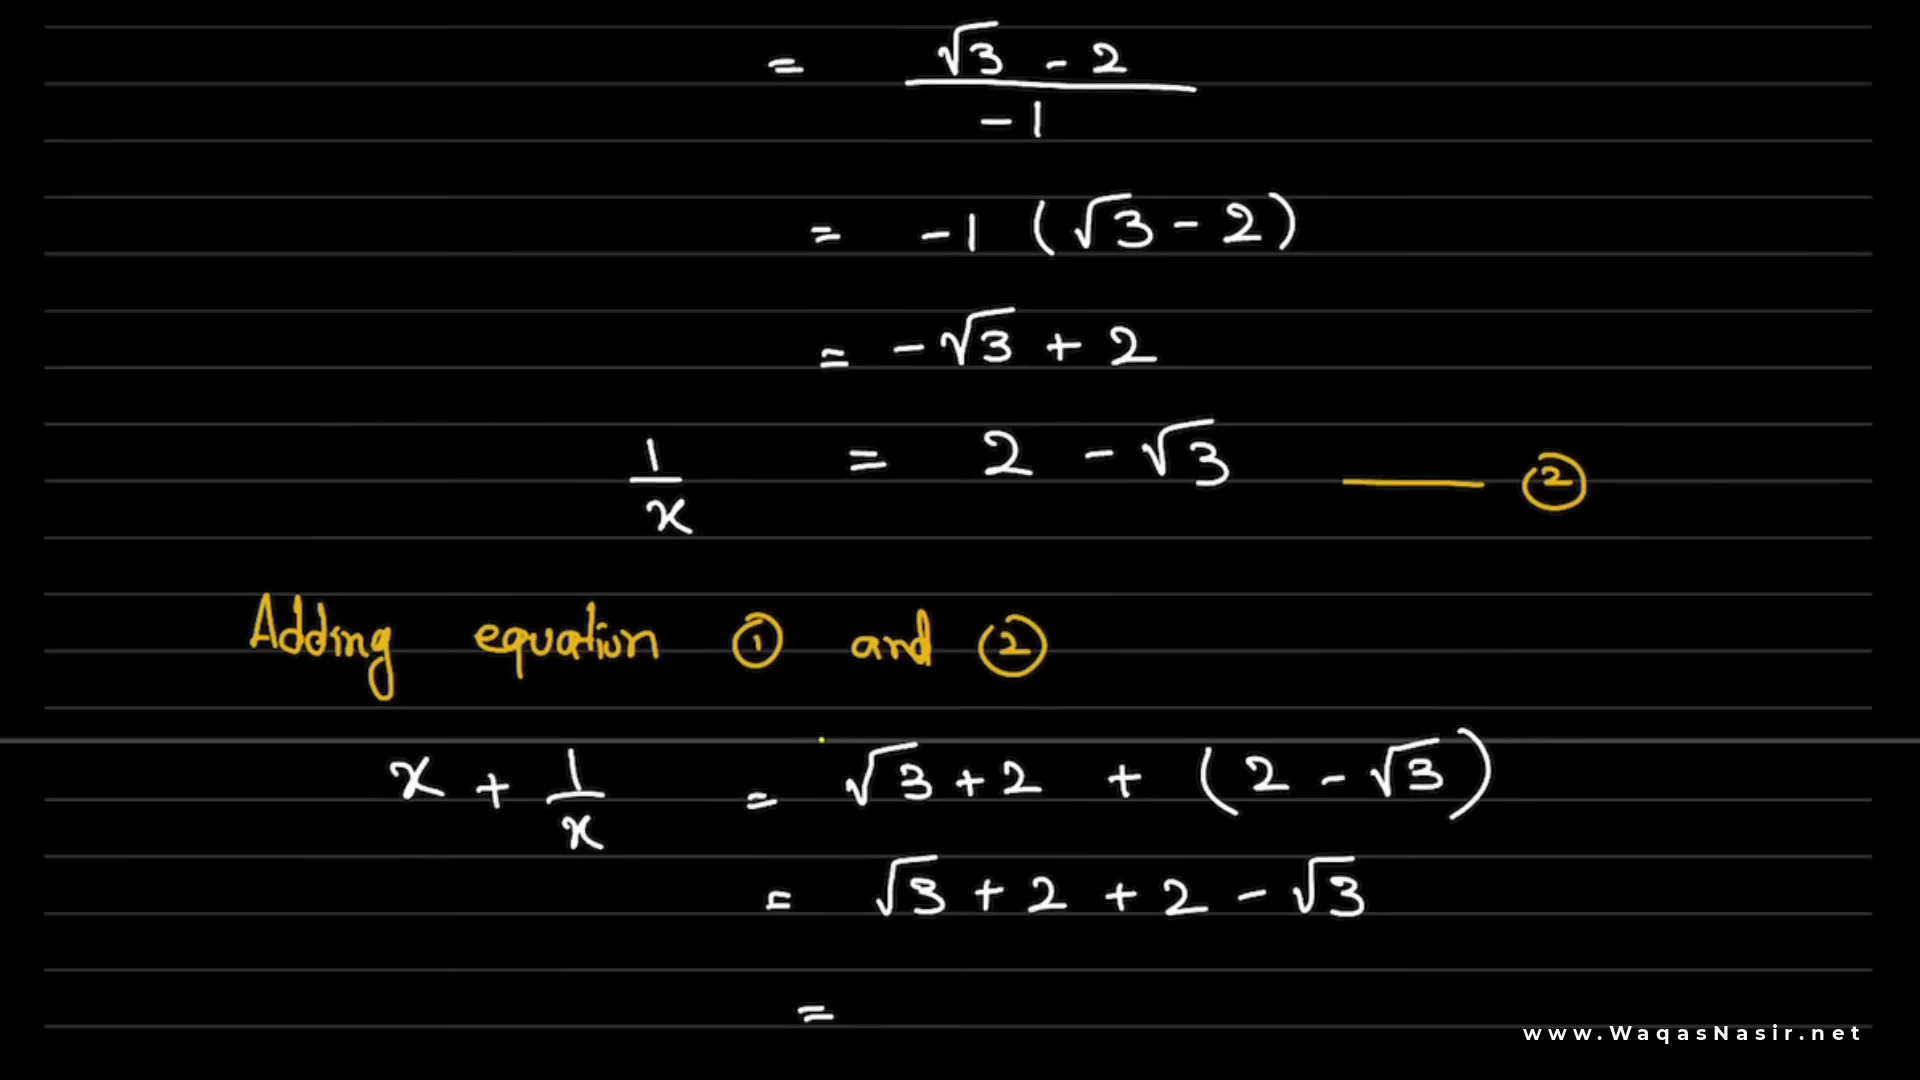 = √3 - 2 / -1
= -1 (√3 - 2)
= -√3 + 2
1/x = 2 - √3 —— ②
Adding equation ① and ②
x + 1/x = √3 + 2 + (2 - √3)
= √3 + 2 + 2 - √3
=
www.WaqasNasir.net